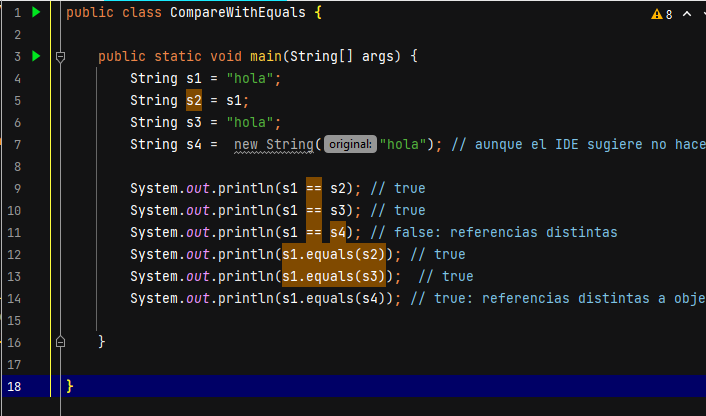 1 public class CompareWithEquals {
8
2
3 public static void main(String[] args) {
4 String s1 = "hola";
5 String s2 = s1;
6 String s3 = "hola";
7 String s4 = new String( original: "hola"); // aunque el IDE sugiere no hace
8
9 System.out.println(s1 == s2); // true
10 System.out.println(s1 == s3); // true
11 System.out.println(s1 == s4); // false: referencias distintas
12 System.out.println(s1.equals(s2)); // true
13 System.out.println(s1.equals(s3)); // true
14 System.out.println(s1.equals(s4)); // true: referencias distintas a obje
15
16 }
17
18 }